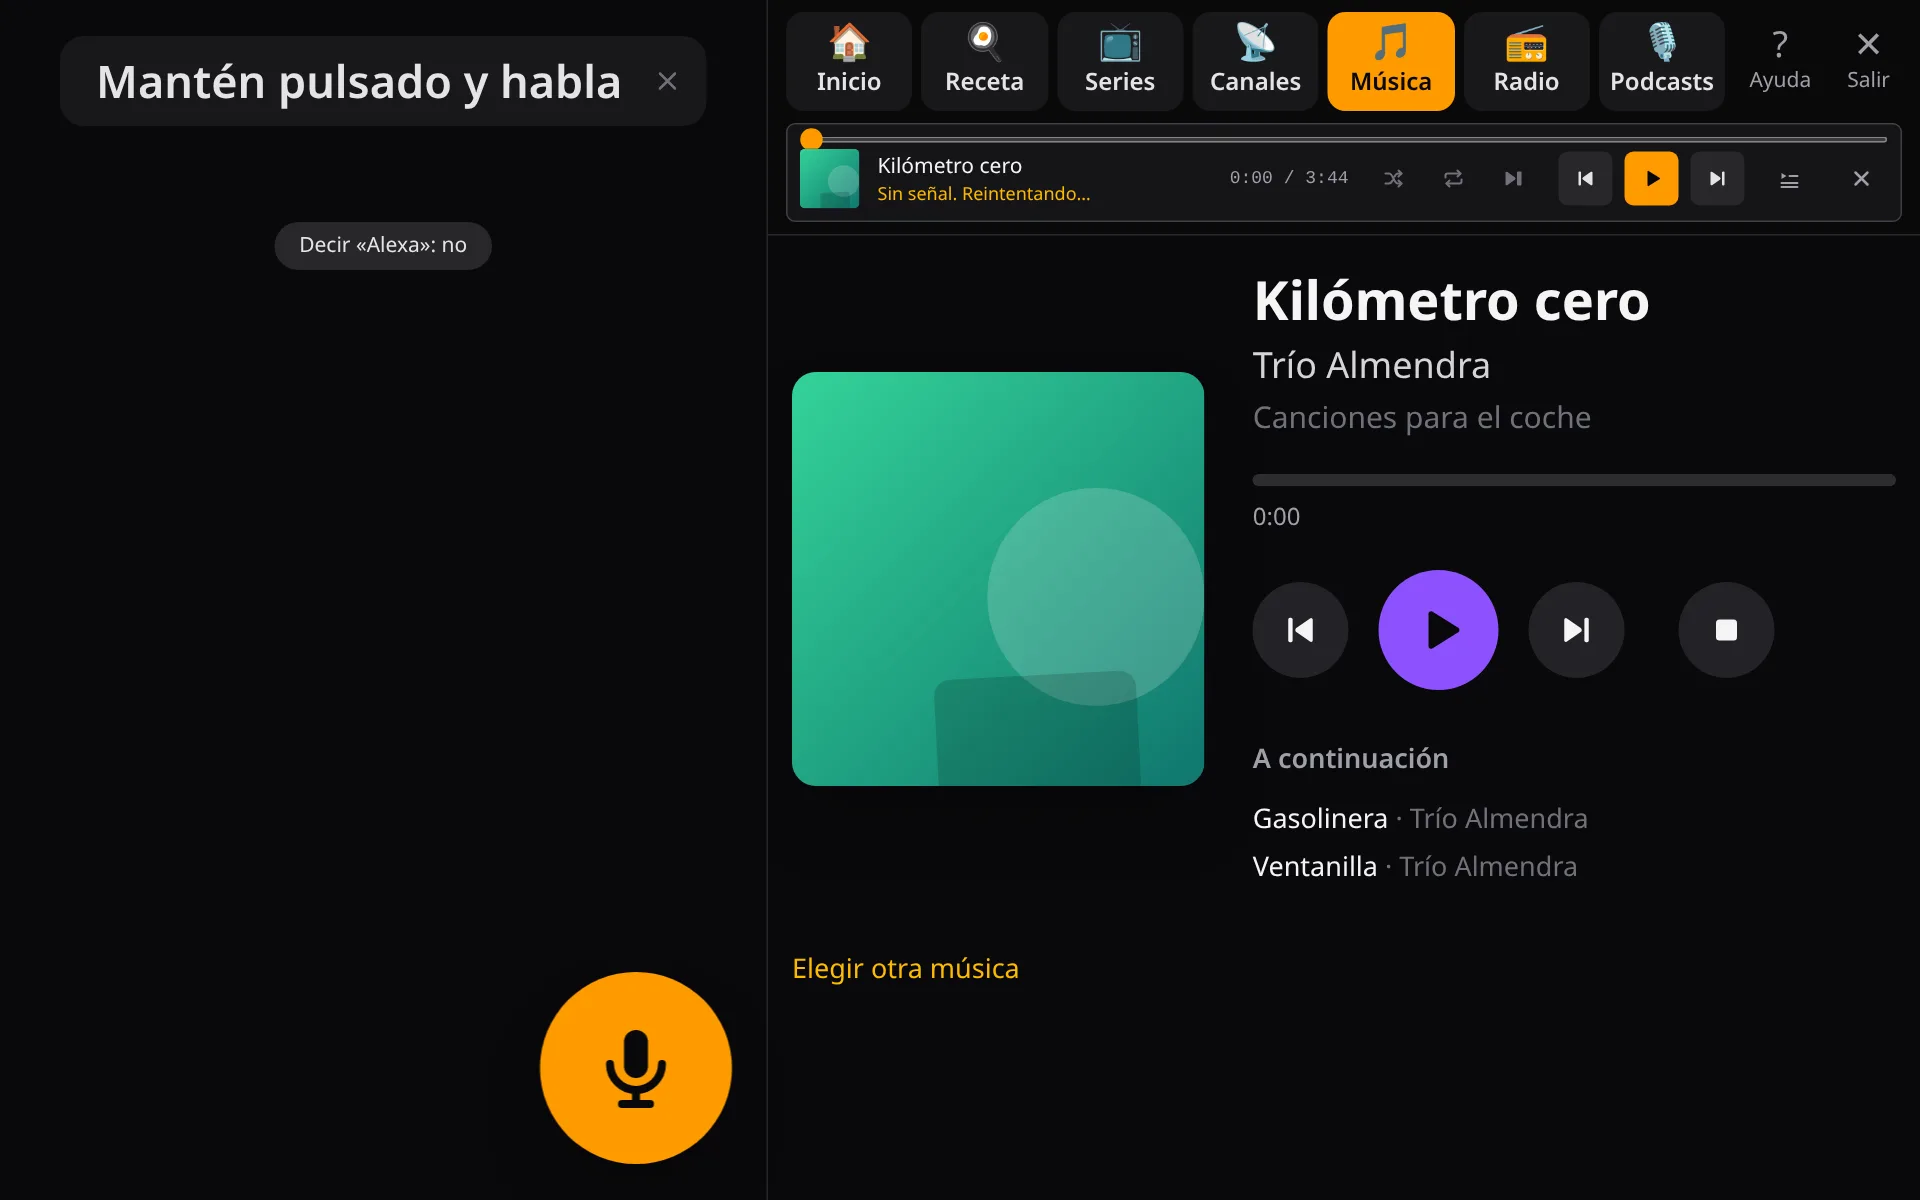 Mantén pulsado y habla
Decir «Alexa»: no
Inicio
Receta
Series
Canales
Música
Radio
Podcasts
? Ayuda
Salir
Kilómetro cero
Sin señal. Reintentando...
0:00 / 3:44
Kilómetro cero
Trío Almendra
Canciones para el coche
0:00
A continuación
Gasolinera · Trío Almendra
Ventanilla · Trío Almendra
Elegir otra música